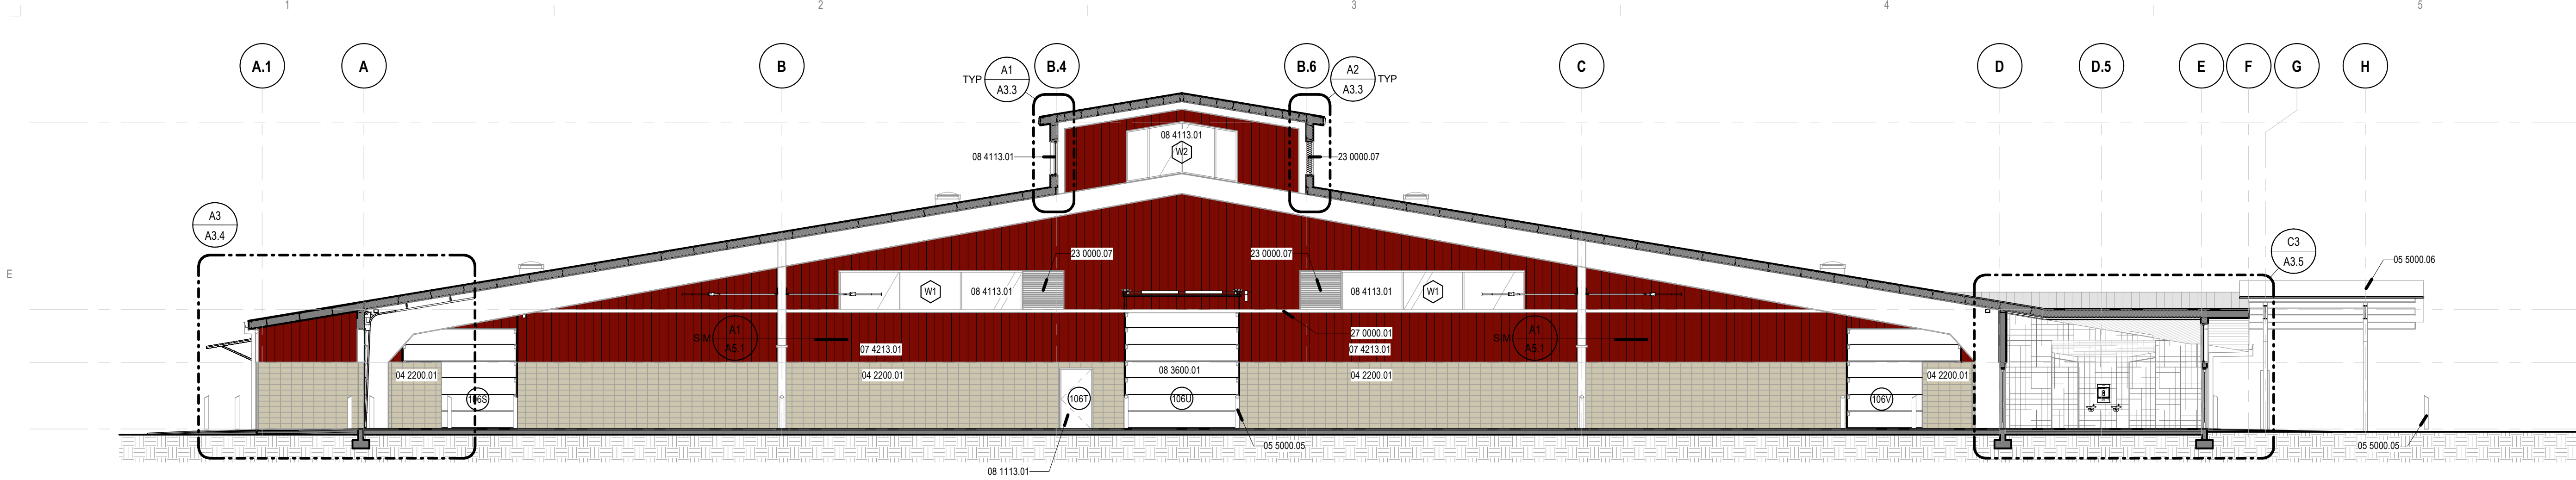 1 2 3 4 5
A.1 A B B.4 B.6 C D D.5 E F G H
TYP A1 A3.3
A2 A3.3 TYP
08 4113.01
W2
08 4113.01
23 0000.07
A3
A3.4
C3
A3.5
E
23 0000.07
23 0000.07
05 5000.06
W1
08 4113.01
08 4113.01
W1
27 0000.01
SIM A1 A5.1
SIM A1 A5.1
07 4213.01
07 4213.01
08 3600.01
04 2200.01
04 2200.01
04 2200.01
04 2200.01
106S
106T
106U
106V
05 5000.05
05 5000.05
08 1113.01